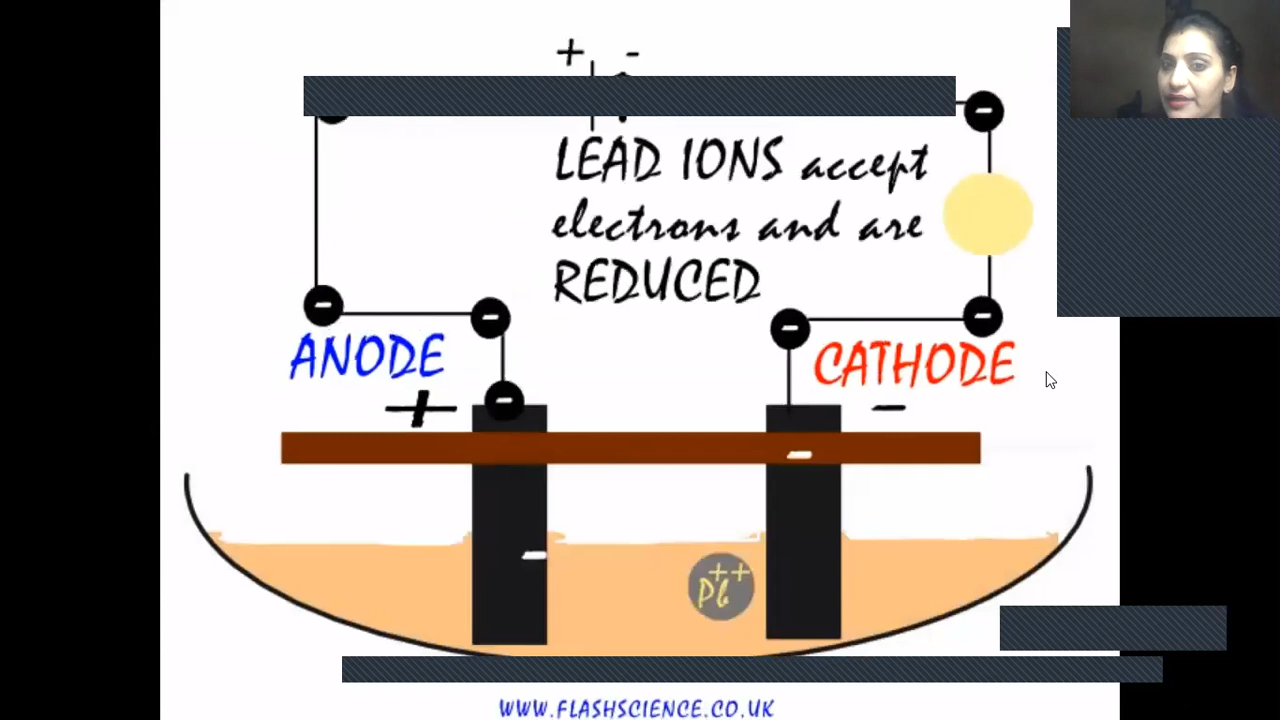 + -
LEAD IONS accept
electrons and are
REDUCED
ANODE
CATHODE
+ -
Pb++
WWW.FLASHSCIENCE.CO.UK